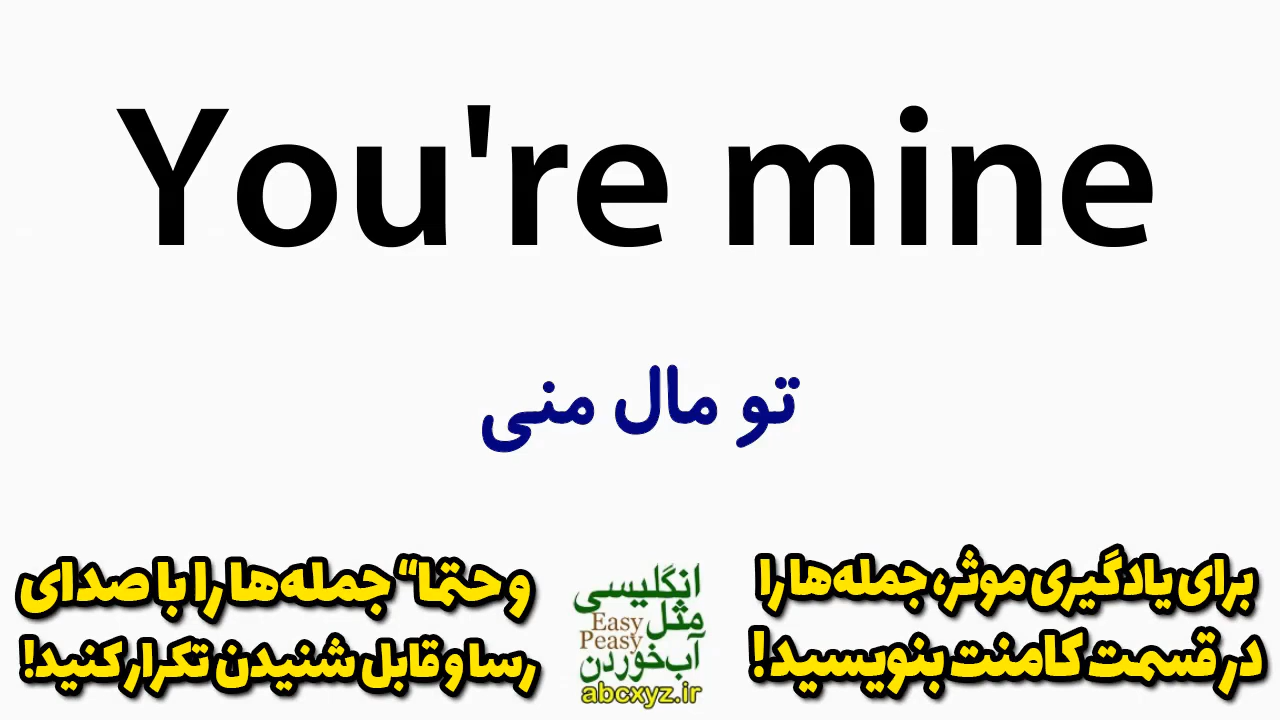 You're mine
تو مال منی
برای یادگیری موثر، جمله‌ها را
در قسمت کامنت بنویسید!
و حتما“ جمله‌ها را با صدای
رسا و قابل شنیدن تکرار کنید!
انگلیسی
مثل
Easy
Peasy
آب خوردن
abcxyz.ir